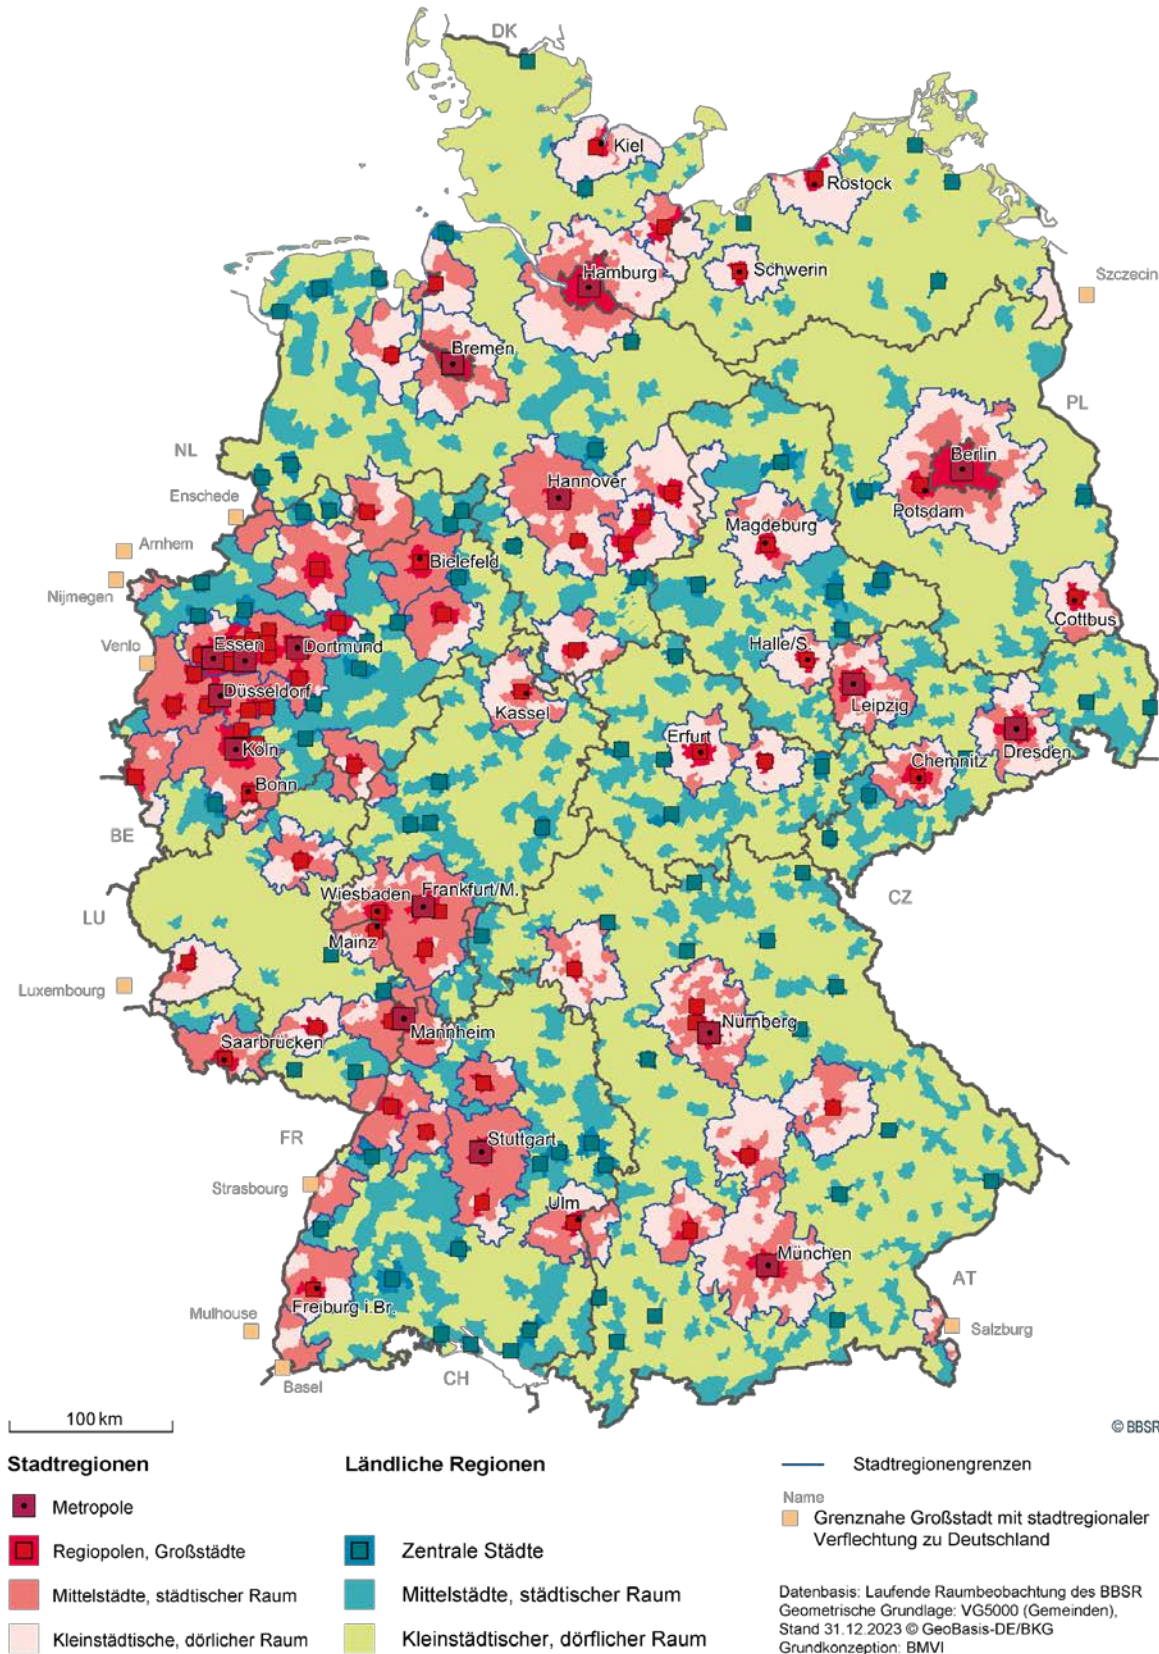 DK
Kiel
Rostock
Schwerin
Hamburg
Szczecin
Bremen
PL
NL
Berlin
Hannover
Enschede
Potsdam
Magdeburg
Arnhem
Bielefeld
Nijmegen
Cottbus
Venlo
Essen
Dortmund
Halle/S.
Düsseldorf
Kassel
Leipzig
Erfurt
Köln
Dresden
Chemnitz
Bonn
BE
Wiesbaden
Frankfurt/M.
CZ
LU
Mainz
Luxembourg
Nürnberg
Mannheim
Saarbrücken
FR
Stuttgart
Strasbourg
Ulm
München
AT
Freiburg i.Br.
Mulhouse
Salzburg
CH
Basel
100 km
© BBSR
Stadtregionen
Metropole
Regiopolen, Großstädte
Mittelstädte, städtischer Raum
Kleinstädtische, dörlicher Raum
Ländliche Regionen
Zentrale Städte
Mittelstädte, städtischer Raum
Kleinstädtischer, dörflicher Raum
Stadtregionengrenzen
Name
Grenznahe Großstadt mit stadtregionaler
Verflechtung zu Deutschland
Datenbasis: Laufende Raumbeobachtung des BBSR
Geometrische Grundlage: VG5000 (Gemeinden),
Stand 31.12.2023 © GeoBasis-DE/BKG
Grundkonzeption: BMVI